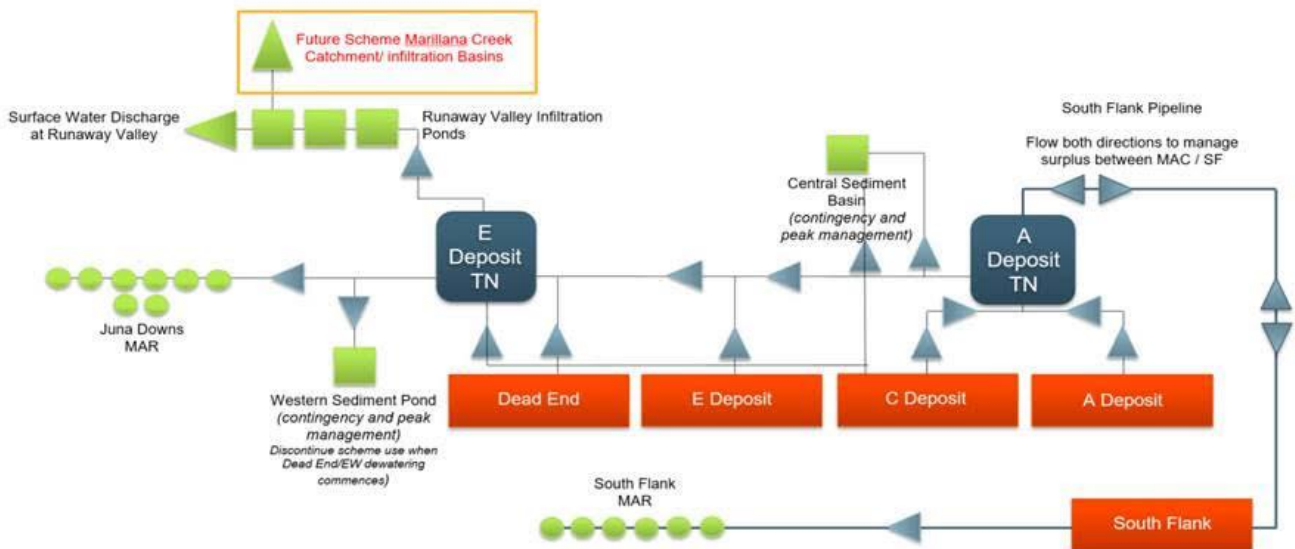 Future Scheme Marillana Creek
Catchment/ infiltration Basins
Surface Water Discharge
at Runaway Valley
Runaway Valley Infiltration
Ponds
South Flank Pipeline
Flow both directions to manage
surplus between MAC / SF
Central Sediment
Basin
(contingency and
peak management)
E
Deposit
TN
A
Deposit
TN
Juna Downs
MAR
Western Sediment Pond
(contingency and peak
management)
Discontinue scheme use when
Dead End/EW dewatering
commences)
Dead End
E Deposit
C Deposit
A Deposit
South Flank
MAR
South Flank